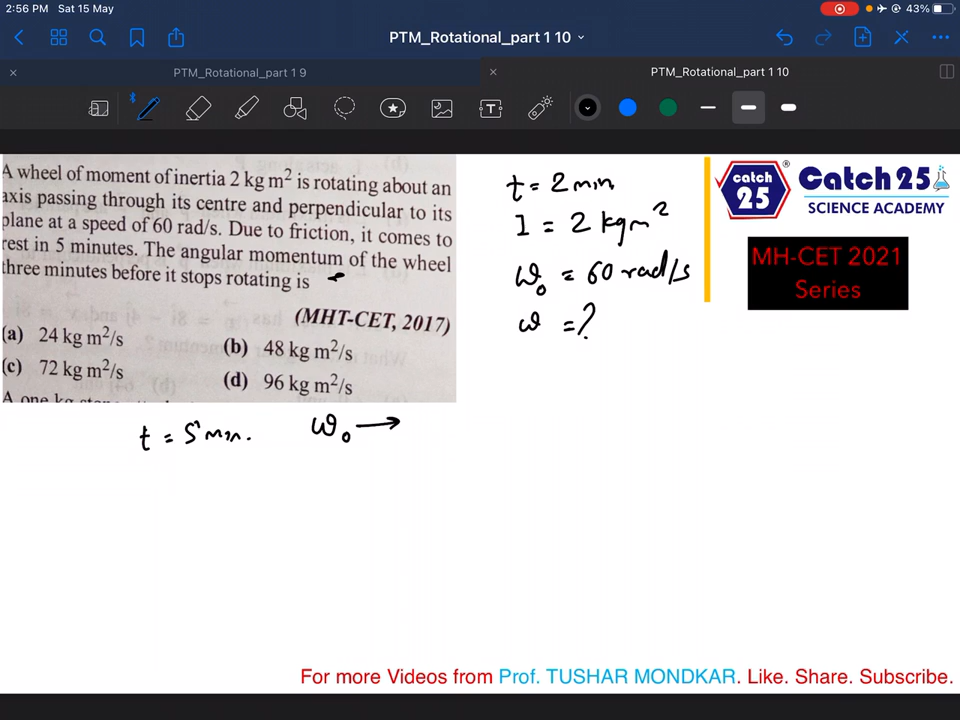 2:56 PM Sat 15 May
43%
PTM_Rotational_part 1 10
PTM_Rotational_part 1 9
PTM_Rotational_part 1 10
A wheel of moment of inertia 2 kg m² is rotating about an
axis passing through its centre and perpendicular to its
plane at a speed of 60 rad/s. Due to friction, it comes to
rest in 5 minutes. The angular momentum of the wheel
three minutes before it stops rotating is
(MHT-CET, 2017)
(a) 24 kg m²/s
(b) 48 kg m²/s
(c) 72 kg m²/s
(d) 96 kg m²/s
A one kg
t = 2 min
I = 2 kgm²
ω₀ = 60 rad/s
ω = ?
t = 5 min.
ω₀ →
catch
25
®
Catch 25
SCIENCE ACADEMY
MH-CET 2021
Series
For more Videos from Prof. TUSHAR MONDKAR. Like. Share. Subscribe.